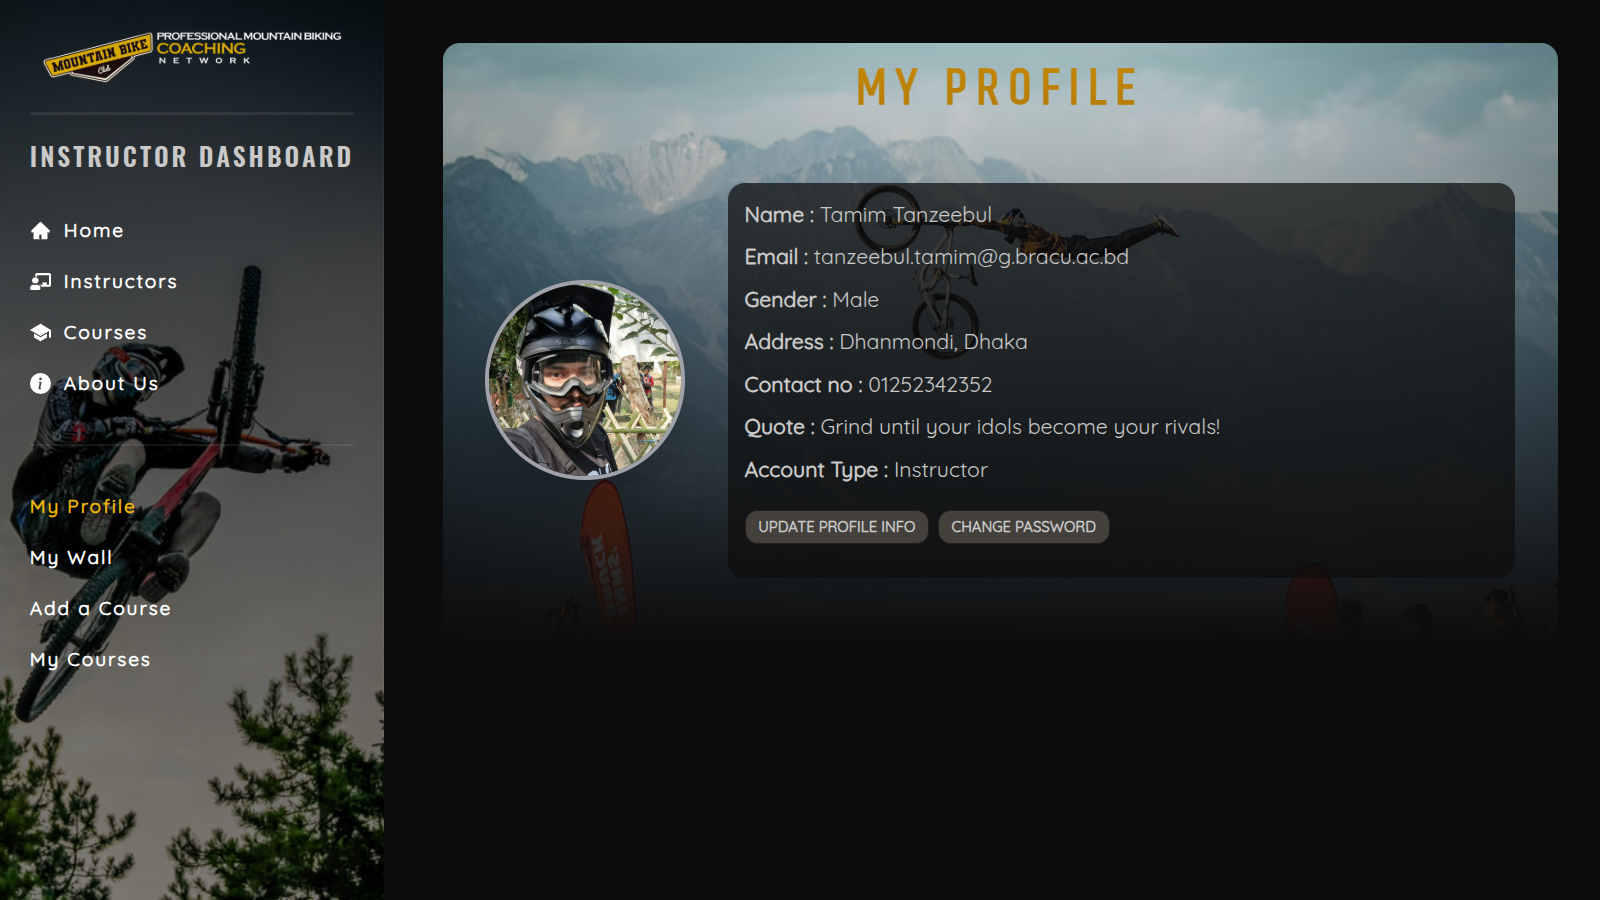 MOUNTAIN BIKE
Club
PROFESSIONAL MOUNTAIN BIKING
COACHING
NETWORK
INSTRUCTOR DASHBOARD
Home
Instructors
Courses
About Us
My Profile
My Wall
Add a Course
My Courses
MY PROFILE
Name : Tamim Tanzeebul
Email : tanzeebul.tamim@g.bracu.ac.bd
Gender : Male
Address : Dhanmondi, Dhaka
Contact no : 01252342352
Quote : Grind until your idols become your rivals!
Account Type : Instructor
UPDATE PROFILE INFO
CHANGE PASSWORD